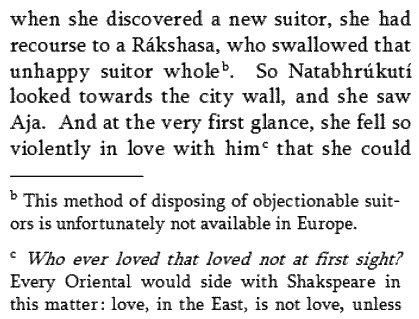 when she discovered a new suitor, she had
recourse to a Rákshasa, who swallowed that
unhappy suitor wholeᵇ. So Natabhrúkutí
looked towards the city wall, and she saw
Aja. And at the very first glance, she fell so
violently in love with himᶜ that she could
ᵇ This method of disposing of objectionable suit-
ors is unfortunately not available in Europe.
ᶜ Who ever loved that loved not at first sight?
Every Oriental would side with Shakspeare in
this matter: love, in the East, is not love, unless